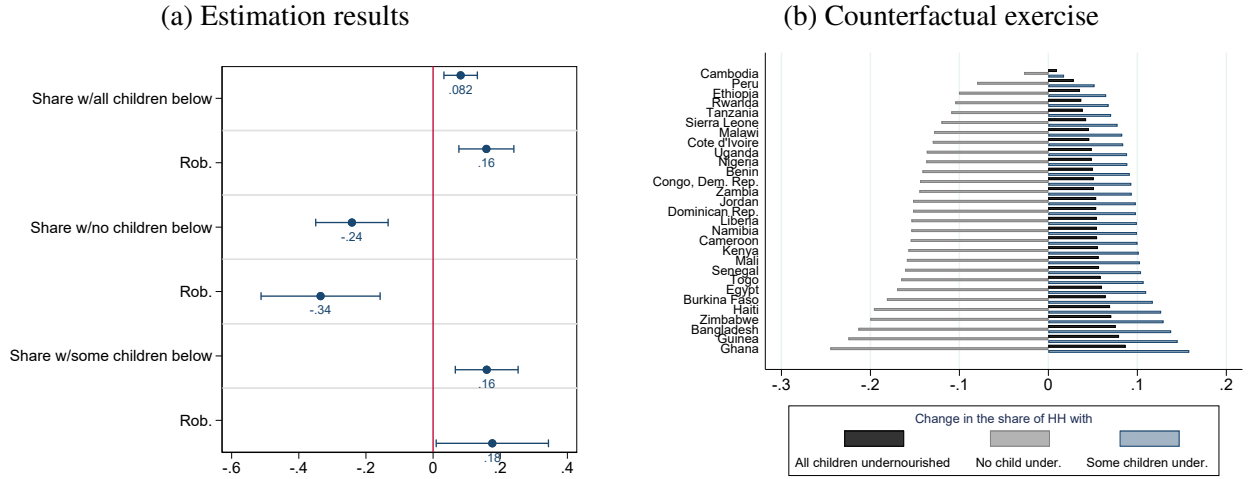 (a) Estimation results
Share w/all children below
.082
Rob.
.16
Share w/no children below
-.24
Rob.
-.34
Share w/some children below
.16
Rob.
.18
-.6 -.4 -.2 0 .2 .4
(b) Counterfactual exercise
Cambodia
Peru
Ethiopia
Rwanda
Tanzania
Sierra Leone
Malawi
Cote d'Ivoire
Uganda
Nigeria
Benin
Congo, Dem. Rep.
Zambia
Jordan
Dominican Rep.
Liberia
Namibia
Cameroon
Kenya
Mali
Senegal
Togo
Egypt
Burkina Faso
Haiti
Zimbabwe
Bangladesh
Guinea
Ghana
-.3 -.2 -.1 0 .1 .2
Change in the share of HH with
All children undernourished No child under. Some children under.